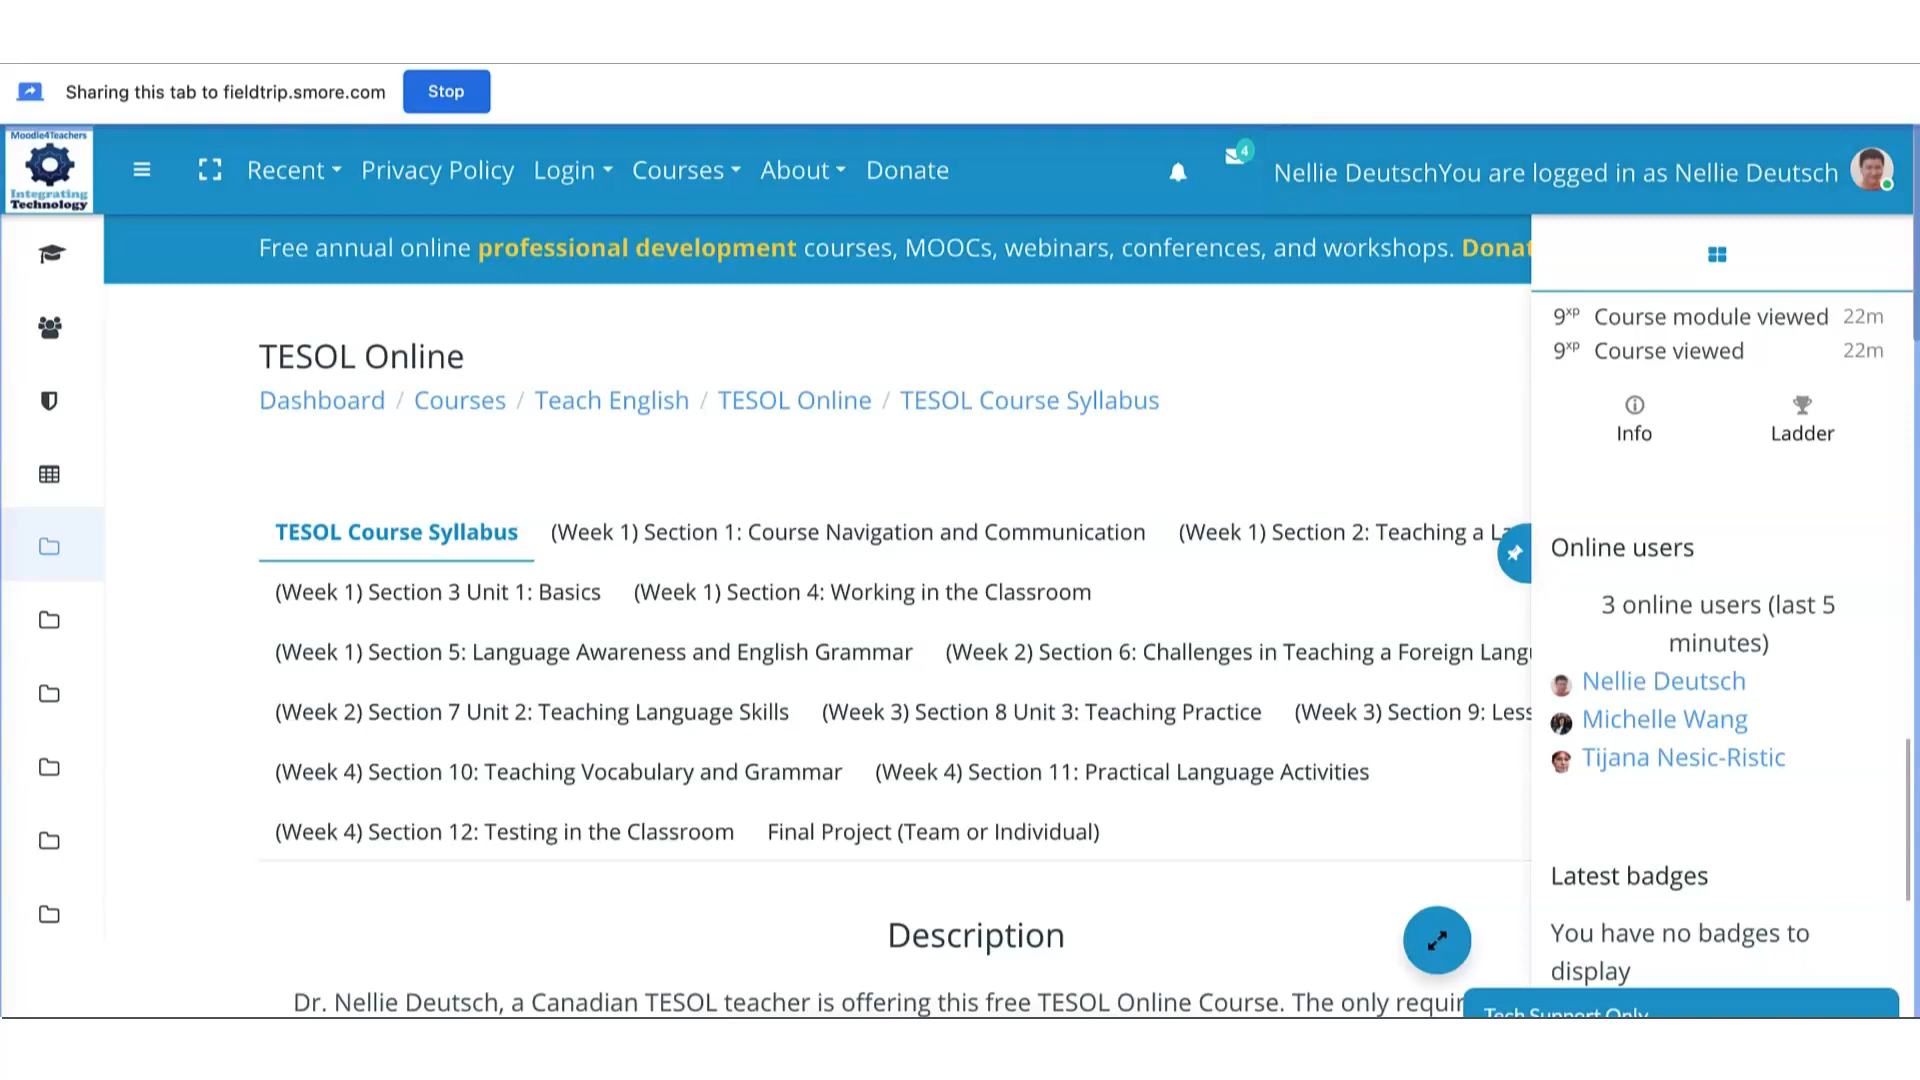 Sharing this tab to fieldtrip.smore.com Stop
Moodle4Teachers
Integrating
Technology
Recent Privacy Policy Login Courses About Donate
4
Nellie DeutschYou are logged in as Nellie Deutsch
Free annual online professional development courses, MOOCs, webinars, conferences, and workshops. Donat
TESOL Online
Dashboard / Courses / Teach English / TESOL Online / TESOL Course Syllabus
TESOL Course Syllabus (Week 1) Section 1: Course Navigation and Communication (Week 1) Section 2: Teaching a La
(Week 1) Section 3 Unit 1: Basics (Week 1) Section 4: Working in the Classroom
(Week 1) Section 5: Language Awareness and English Grammar (Week 2) Section 6: Challenges in Teaching a Foreign Langu
(Week 2) Section 7 Unit 2: Teaching Language Skills (Week 3) Section 8 Unit 3: Teaching Practice (Week 3) Section 9: Less
(Week 4) Section 10: Teaching Vocabulary and Grammar (Week 4) Section 11: Practical Language Activities
(Week 4) Section 12: Testing in the Classroom Final Project (Team or Individual)
Description
Dr. Nellie Deutsch, a Canadian TESOL teacher is offering this free TESOL Online Course. The only requir
9xp Course module viewed 22m
9xp Course viewed 22m
Info Ladder
Online users
3 online users (last 5
minutes)
Nellie Deutsch
Michelle Wang
Tijana Nesic-Ristic
Latest badges
You have no badges to
display
Tech Support Only